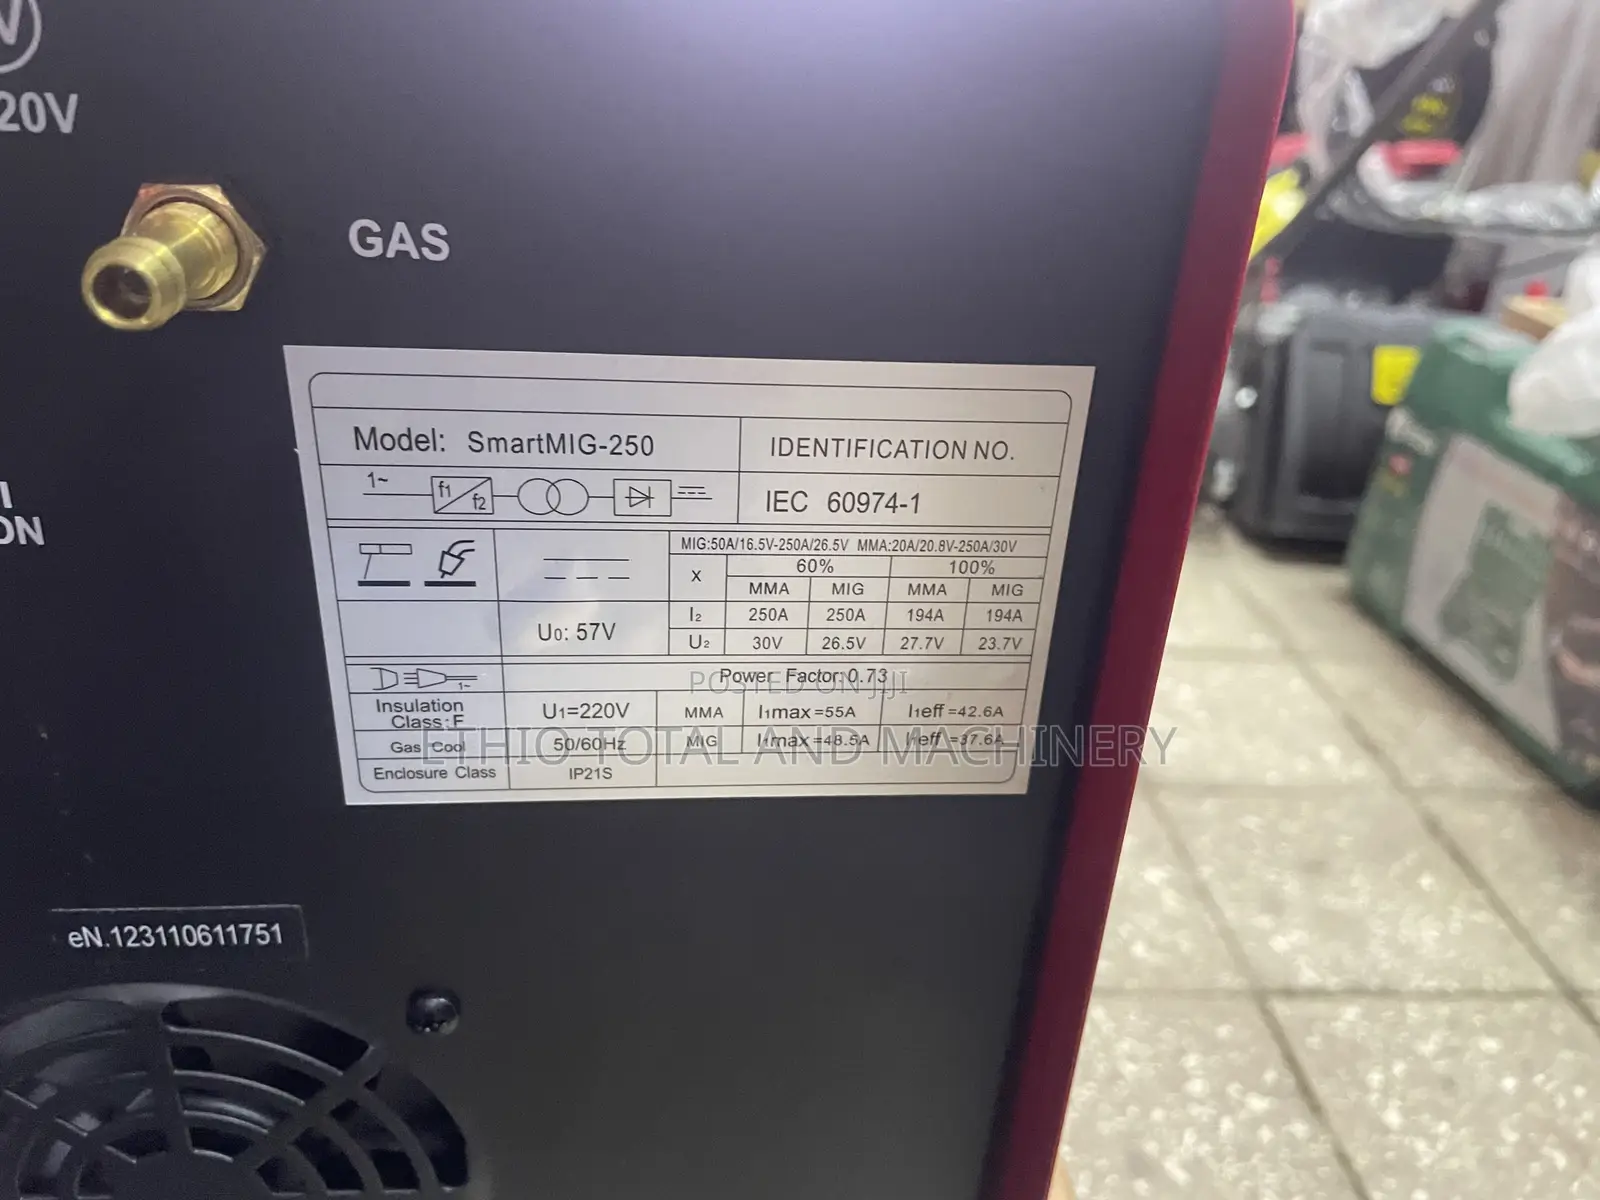 20V
GAS
Model: SmartMIG-250
IDENTIFICATION NO.
1~
f1
f2
IEC 60974-1
ON
MIG:50A/16.5V-250A/26.5V MMA:20A/20.8V-250A/30V
X
60%
100%
MMA
MIG
MMA
MIG
I2
250A
250A
194A
194A
U0: 57V
U2
30V
26.5V
27.7V
23.7V
1~
Power Factor:0.73
POSTED ON JIJI
Insulation
Class:F
U1=220V
MMA
I1max=55A
I1eff=42.6A
Gas Cool
50/60Hz
MIG
I1max=48.5A
I1eff=37.6A
ETHIO TOTAL AND MACHINERY
Enclosure Class
IP21S
eN.123110611751